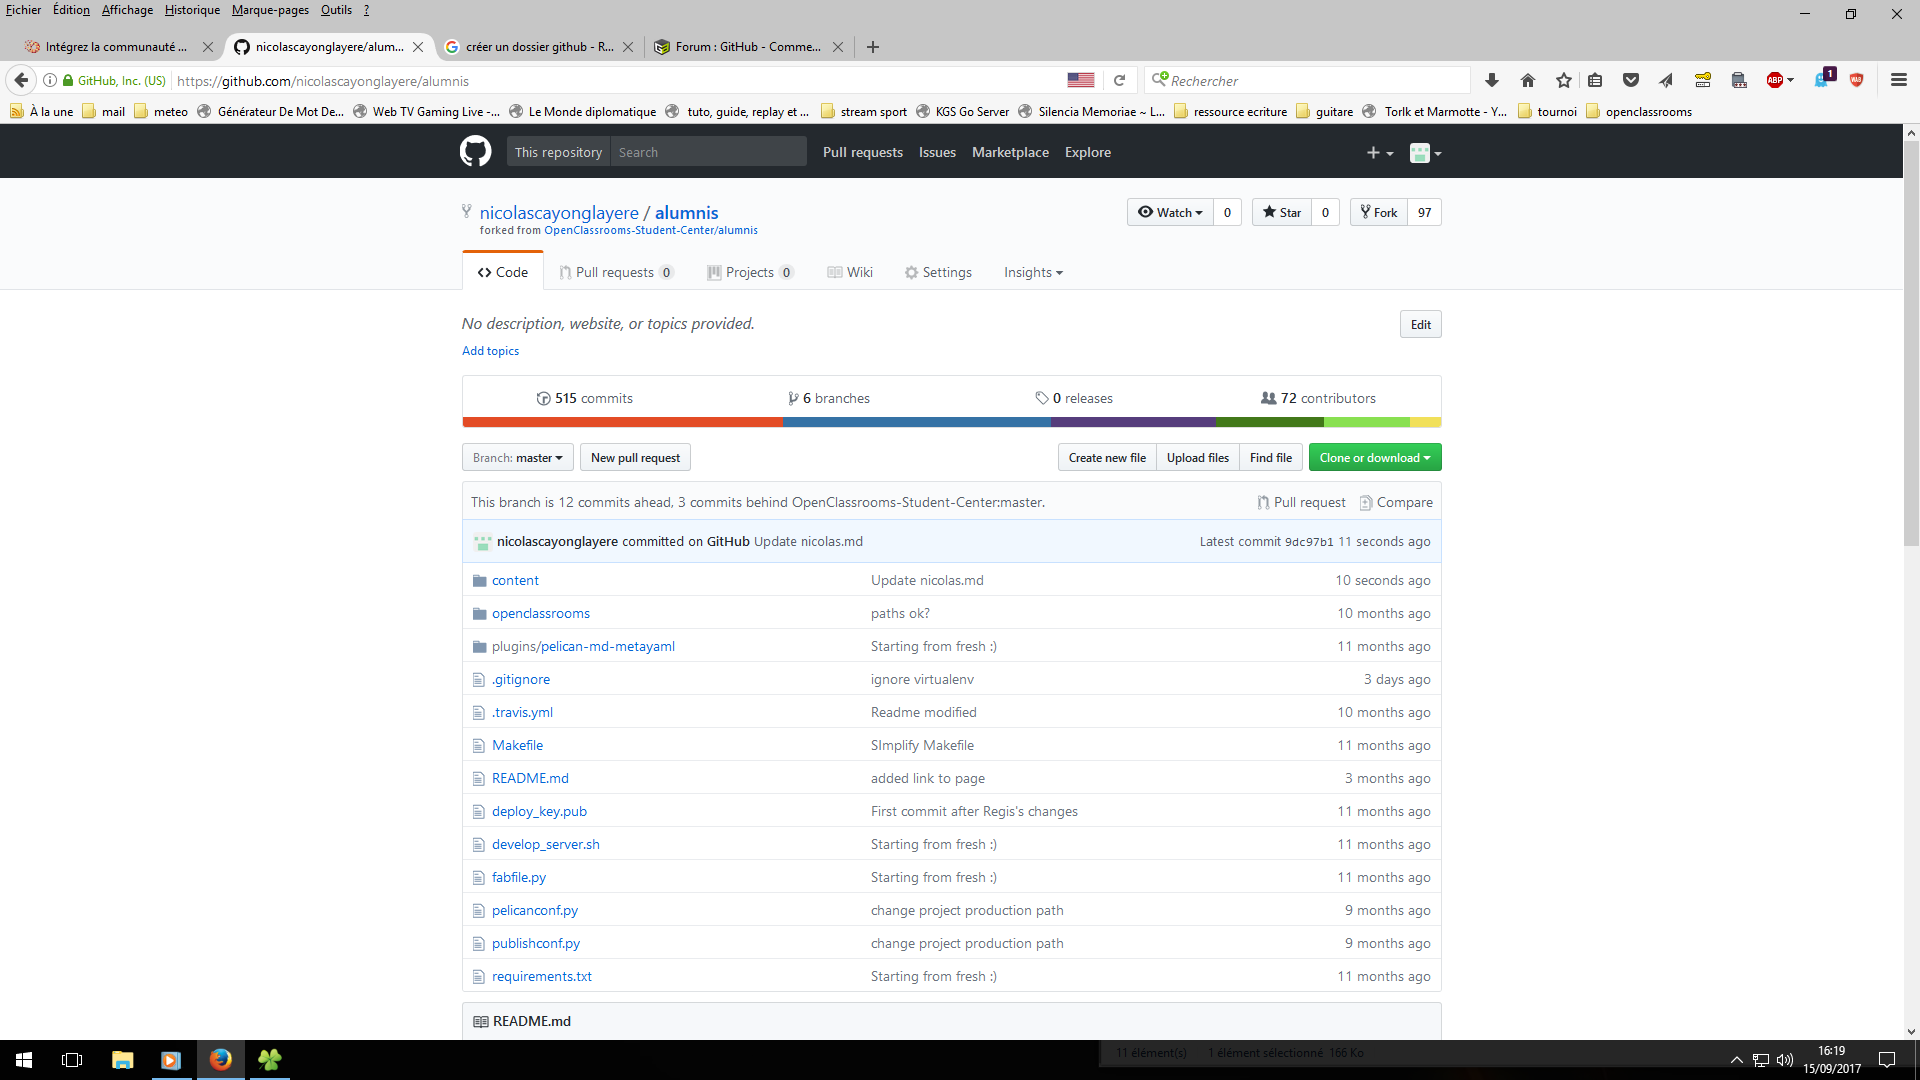 Fichier Édition Affichage Historique Marque-pages Outils ?
Intégrez la communauté ... nicolascayonglayere/alum... créer un dossier github - R... Forum : GitHub - Comme...
GitHub, Inc. (US) https://github.com/nicolascayonglayere/alumnis Rechercher ABP 1
À la une mail meteo Générateur De Mot De... Web TV Gaming Live -... Le Monde diplomatique tuto, guide, replay et ... stream sport KGS Go Server Silencia Memoriae ~ L... ressource ecriture guitare Torlk et Marmotte - Y... tournoi openclassrooms
This repository Search Pull requests Issues Marketplace Explore
nicolascayonglayere / alumnis Watch 0 Star 0 Fork 97
forked from OpenClassrooms-Student-Center/alumnis
Code Pull requests 0 Projects 0 Wiki Settings Insights
No description, website, or topics provided. Edit
Add topics
515 commits 6 branches 0 releases 72 contributors
Branch: master New pull request Create new file Upload files Find file Clone or download
This branch is 12 commits ahead, 3 commits behind OpenClassrooms-Student-Center:master. Pull request Compare
nicolascayonglayere committed on GitHub Update nicolas.md Latest commit 9dc97b1 11 seconds ago
content Update nicolas.md 10 seconds ago
openclassrooms paths ok? 10 months ago
plugins/pelican-md-metayaml Starting from fresh :) 11 months ago
.gitignore ignore virtualenv 3 days ago
.travis.yml Readme modified 10 months ago
Makefile SImplify Makefile 11 months ago
README.md added link to page 3 months ago
deploy_key.pub First commit after Regis's changes 11 months ago
develop_server.sh Starting from fresh :) 11 months ago
fabfile.py Starting from fresh :) 11 months ago
pelicanconf.py change project production path 9 months ago
publishconf.py change project production path 9 months ago
requirements.txt Starting from fresh :) 11 months ago
README.md
11 élément(s) 1 élément sélectionné 166 Ko
16:19
15/09/2017